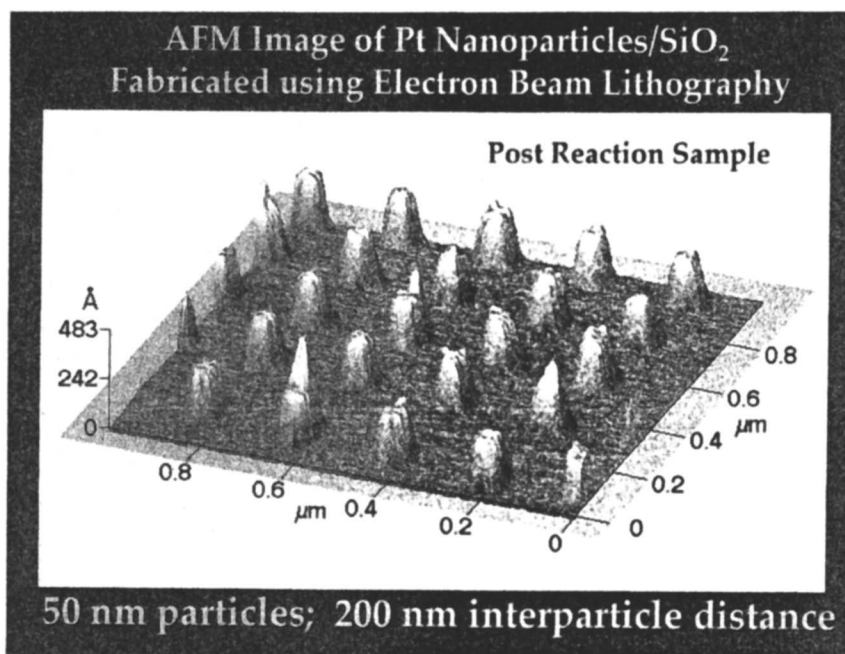 AFM Image of Pt Nanoparticles/SiO₂
Fabricated using Electron Beam Lithography
Post Reaction Sample
Å
483
242
0
0.8
0.6
μm
0.4
0.2
0
0.8
0.6
μm
0.4
0.2
0
50 nm particles; 200 nm interparticle distance